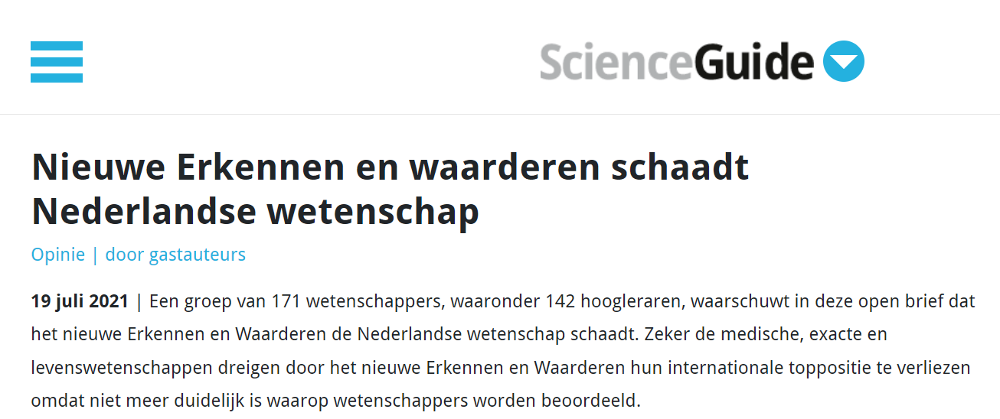 ScienceGuide
Nieuwe Erkennen en waarderen schaadt
Nederlandse wetenschap
Opinie | door gastauteurs
19 juli 2021 | Een groep van 171 wetenschappers, waaronder 142 hoogleraren, waarschuwt in deze open brief dat
het nieuwe Erkennen en Waarderen de Nederlandse wetenschap schaadt. Zeker de medische, exacte en
levenswetenschappen dreigen door het nieuwe Erkennen en Waarderen hun internationale toppositie te verliezen
omdat niet meer duidelijk is waarop wetenschappers worden beoordeeld.